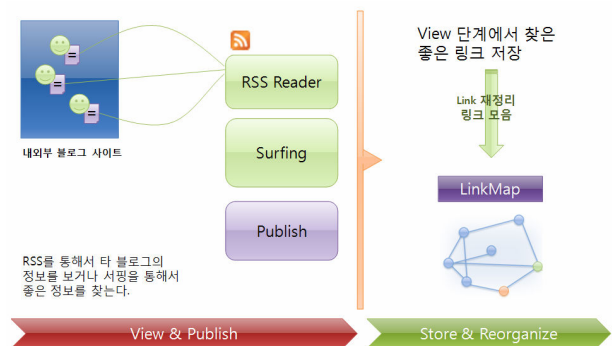 내외부 블로그 사이트
RSS Reader
Surfing
Publish
RSS를 통해서 타 블로그의
정보를 보거나 서핑을 통해서
좋은 정보를 찾는다.
View 단계에서 찾은
좋은 링크 저장
Link 재정리
링크 모음
LinkMap
View & Publish
Store & Reorganize